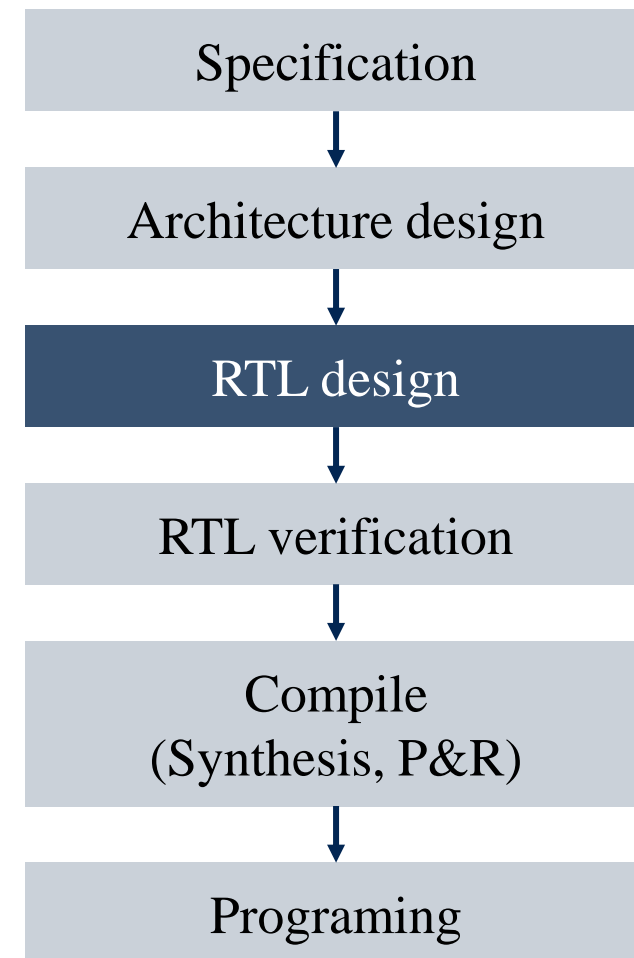 Specification
Architecture design
RTL design
RTL verification
Compile
(Synthesis, P&R)
Programing